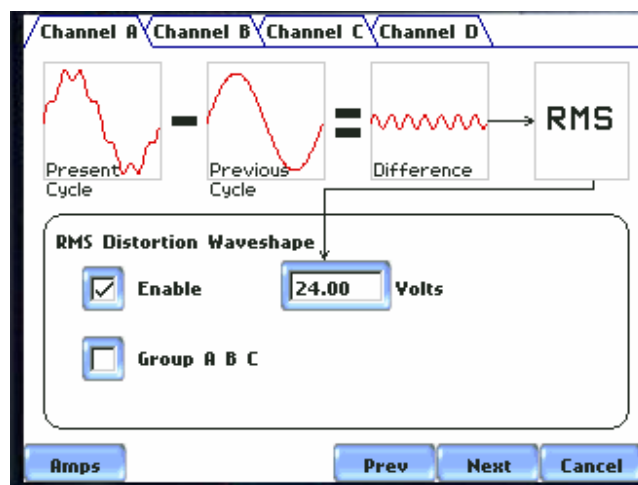 Channel A Channel B Channel C Channel D
Present Cycle
Previous Cycle
Difference
RMS
RMS Distortion Waveshape
Enable 24.00 Volts
Group A B C
Amps Prev Next Cancel